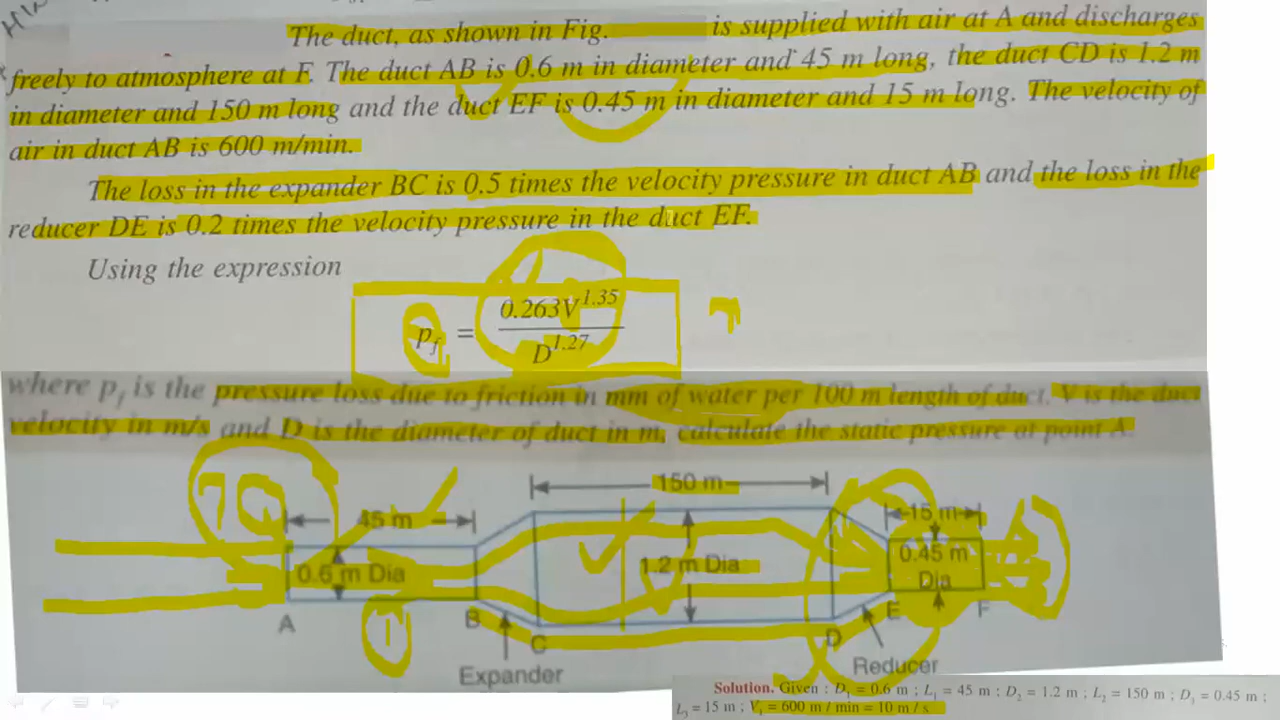 H/W
The duct, as shown in Fig. is supplied with air at A and discharges
freely to atmosphere at F. The duct AB is 0.6 m in diameter and 45 m long, the duct CD is 1.2 m
in diameter and 150 m long and the duct EF is 0.45 m in diameter and 15 m long. The velocity of
air in duct AB is 600 m/min.
The loss in the expander BC is 0.5 times the velocity pressure in duct AB and the loss in the
reducer DE is 0.2 times the velocity pressure in the duct EF.
Using the expression
p_f = 0.263V^1.35 / D^1.27
where p_f is the pressure loss due to friction in mm of water per 100 m length of duct, V is the duct
velocity in m/s and D is the diameter of duct in m, calculate the static pressure at point A.
150 m
45 m
15 m
0.6 m Dia
1.2 m Dia
0.45 m
Dia
1
A
B
C
D
E
F
Expander
Reducer
Solution. Given : D₁ = 0.6 m ; L₁ = 45 m ; D₂ = 1.2 m ; L₂ = 150 m ; D₃ = 0.45 m ;
L₃ = 15 m ; V₁ = 600 m / min = 10 m / s